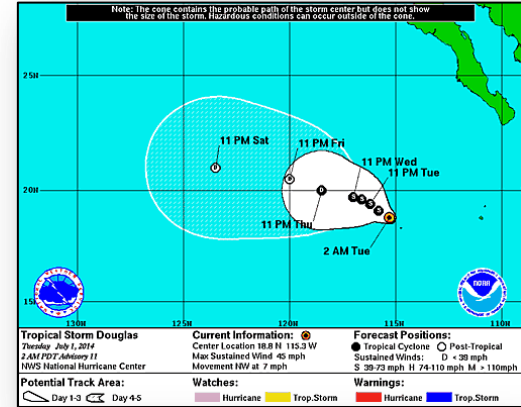 Note: The cone contains the probable path of the storm center but does not show
the size of the storm. Hazardous conditions can occur outside of the cone.
25N
11 PM Sat
11 PM Fri
11 PM Wed
11 PM Tue
20N
11 PM Thu
2 AM Tue
NOAA
15N
130W
125W
120W
115W
110W
Tropical Storm Douglas
Tuesday July 1, 2014
2 AM PDT Advisory 11
NWS National Hurricane Center
Current Information:
Center Location 18.8 N 115.3 W
Max Sustained Wind 45 mph
Movement NW at 7 mph
Forecast Positions:
Tropical Cyclone Post-Tropical
Sustained Winds: D < 39 mph
S 39-73 mph H 74-110 mph M > 110mph
Potential Track Area:
Day 1-3 Day 4-5
Watches:
Hurricane Trop.Storm
Warnings:
Hurricane Trop.Storm